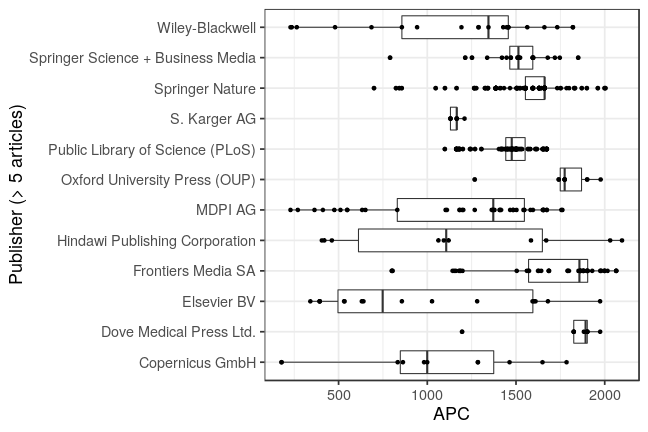 Publisher (> 5 articles)
Wiley-Blackwell
Springer Science + Business Media
Springer Nature
S. Karger AG
Public Library of Science (PLoS)
Oxford University Press (OUP)
MDPI AG
Hindawi Publishing Corporation
Frontiers Media SA
Elsevier BV
Dove Medical Press Ltd.
Copernicus GmbH
500 1000 1500 2000
APC